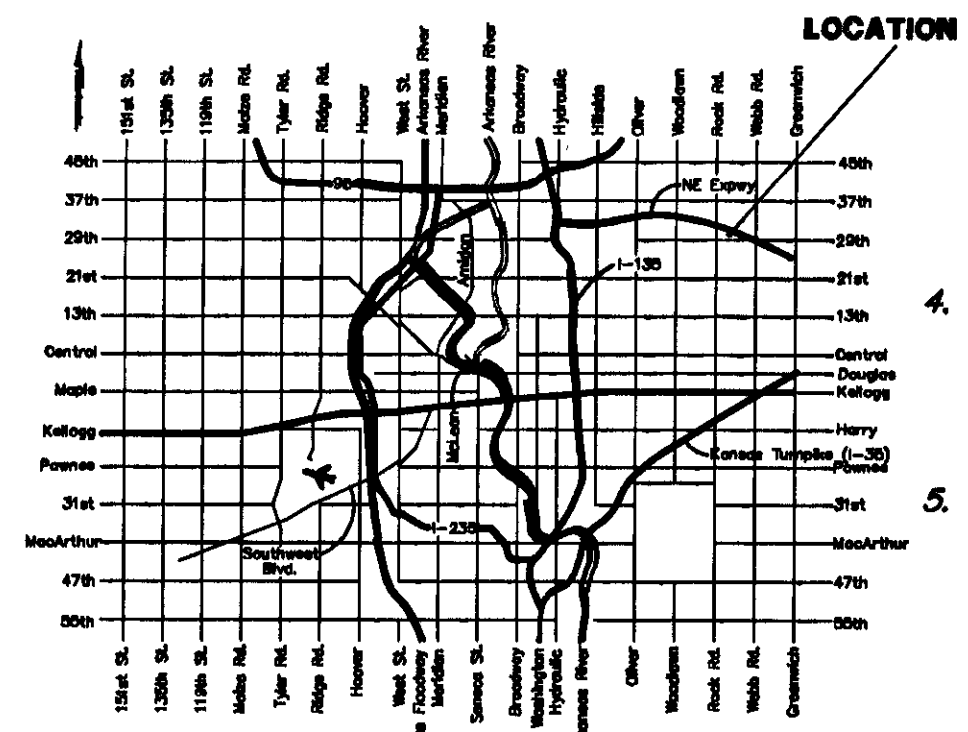 LOCATION
151st St.
135th St.
119th St.
Maize Rd.
Tyler Rd.
Ridge Rd.
Hoover
West St.
Arkansas River
Meridian
Arkansas River
Broadway
Hydraulic
Hillside
Oliver
Woodlawn
Rock Rd.
Webb Rd.
Greenwich
45th
45th
96
NE Expwy
37th
37th
29th
29th
Amidon
21st
I-135
21st
13th
13th
4.
Central
Central
Douglas
Maple
Kellogg
McLean
Kellogg
Harry
Pawnee
Kansas Turnpike (I-35)
Pawnee
31st
31st
5.
MacArthur
I-235
MacArthur
Southwest
Blvd.
47th
47th
55th
55th
151st St.
135th St.
119th St.
Maize Rd.
Tyler Rd.
Ridge Rd.
Hoover
West St.
Floodway
Meridian
Seneca St.
Broadway
Washington
Hydraulic
River
Oliver
Woodlawn
Rock Rd.
Webb Rd.
Greenwich